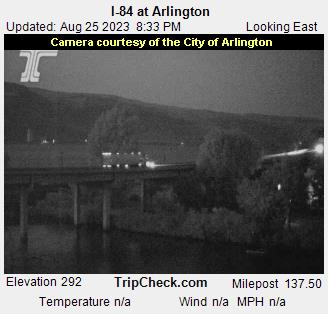 I-84 at Arlington
Updated: Aug 25 2023 8:33 PM Looking East
Camera courtesy of the City of Arlington
Elevation 292 TripCheck.com Milepost 137.50
Temperature n/a Wind n/a MPH n/a